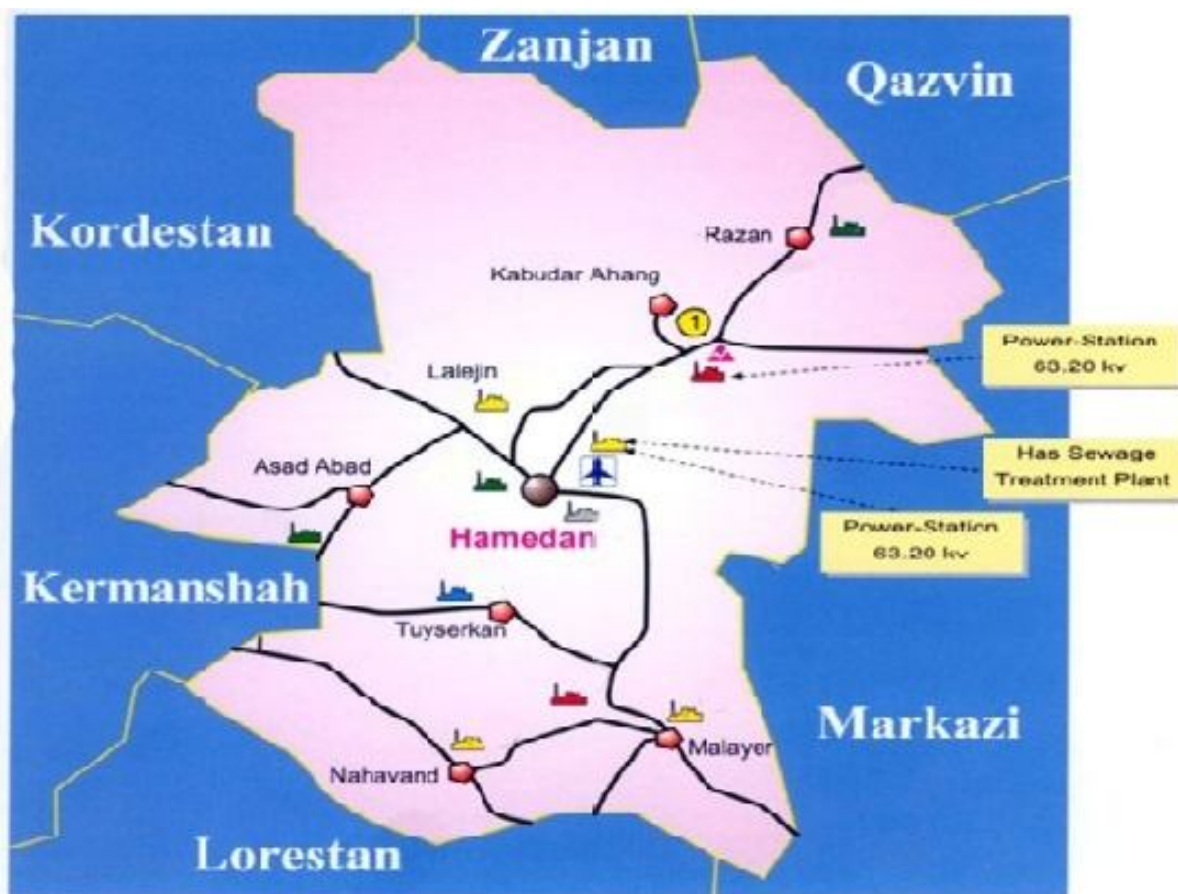 Zanjan
Qazvin
Kordestan
Razan
Kabudar Ahang
1
Power-Station
63.20 kv
Lalejin
Has Sewage
Treatment Plant
Asad Abad
Power-Station
63.20 kv
Hamedan
Kermanshah
Tuyserkan
Markazi
Malayer
Nahavand
Lorestan